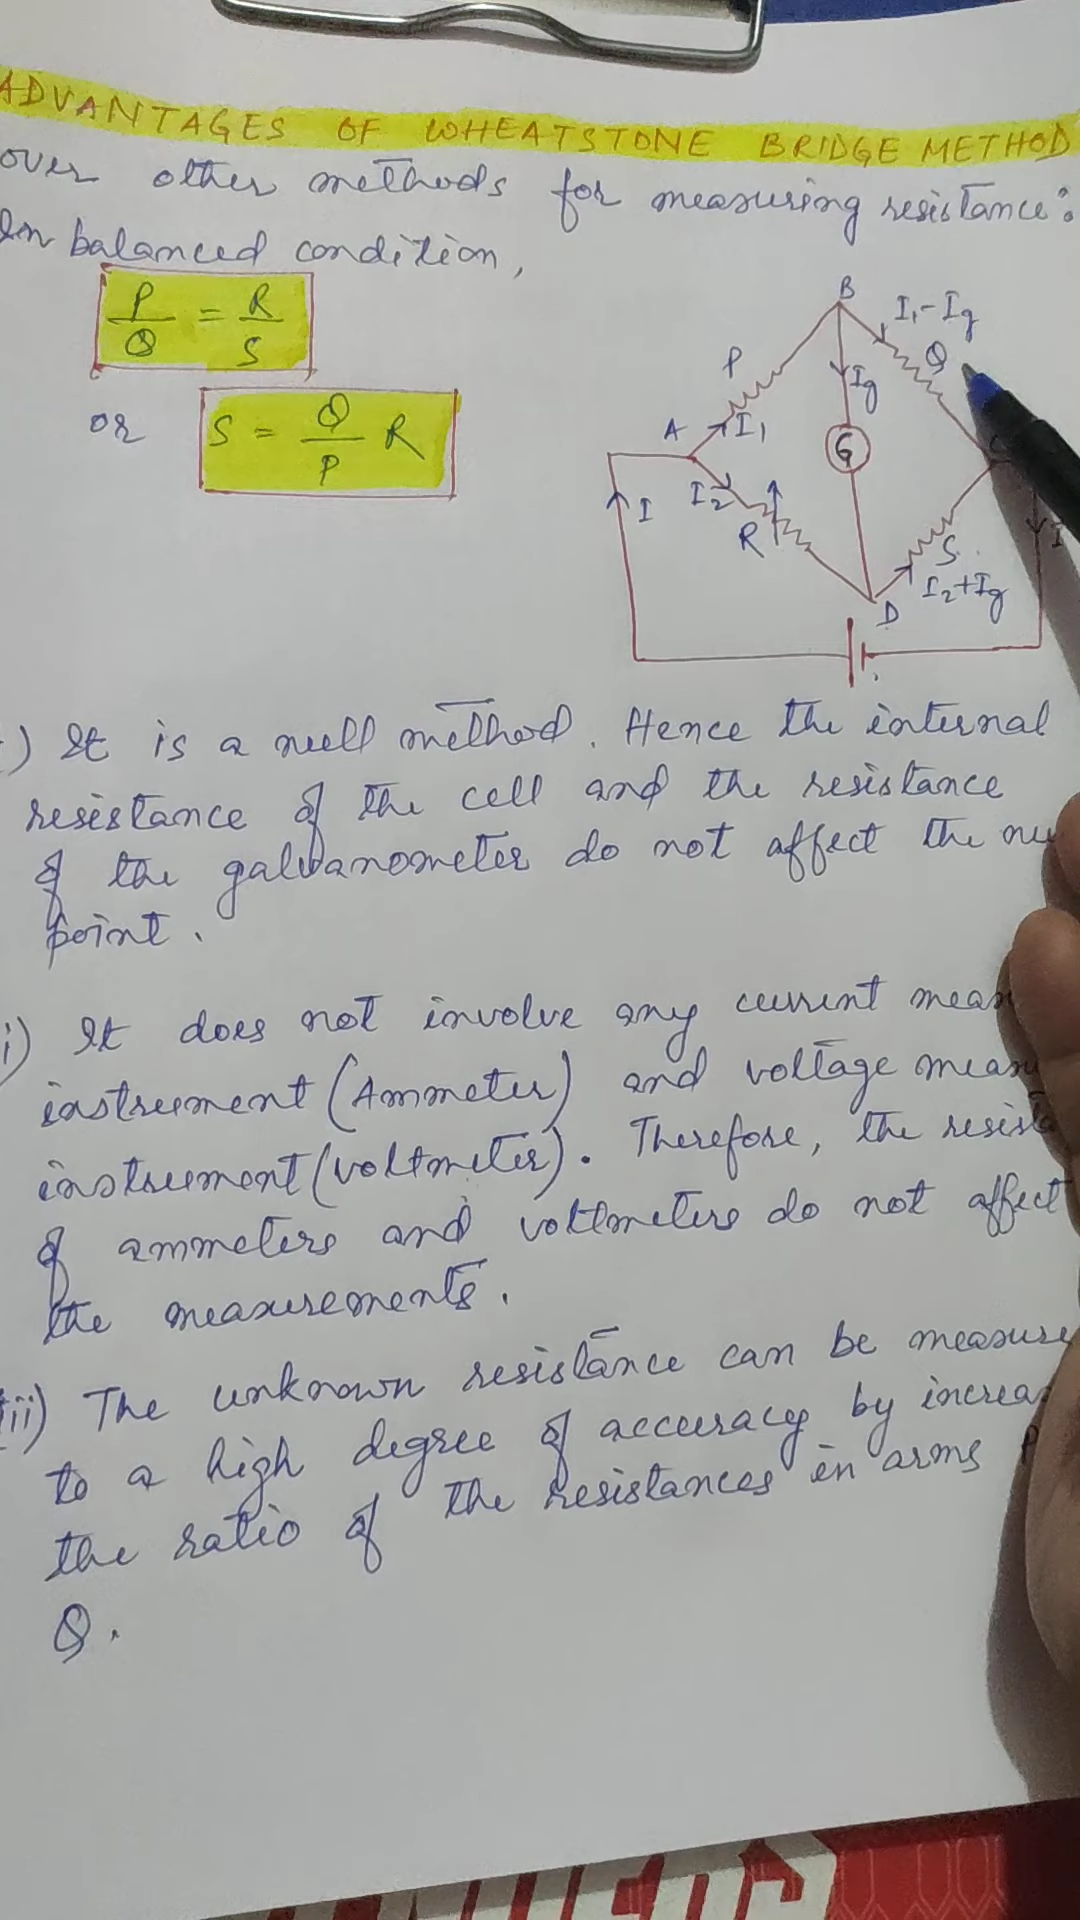 ADVANTAGES OF WHEATSTONE BRIDGE METHOD
over other methods for measuring resistance:
In balanced condition,
P/Q = R/S
or S = Q/P R
B
I1-Ig
P
Q
Ig
A
I1
G
C
I2
I
R
S
I
I2+Ig
D
) It is a null method. Hence the internal
resistance of the cell and the resistance
of the galvanometer do not affect the
point.
i) It does not involve any current
instrument (Ammeter) and voltage
instrument (voltmeter). Therefore, the
of ammeters and voltmeters do not affect
the measurements.
iii) The unknown resistance can be measure
to a high degree of accuracy by
the ratio of the resistances in arms P
Q.